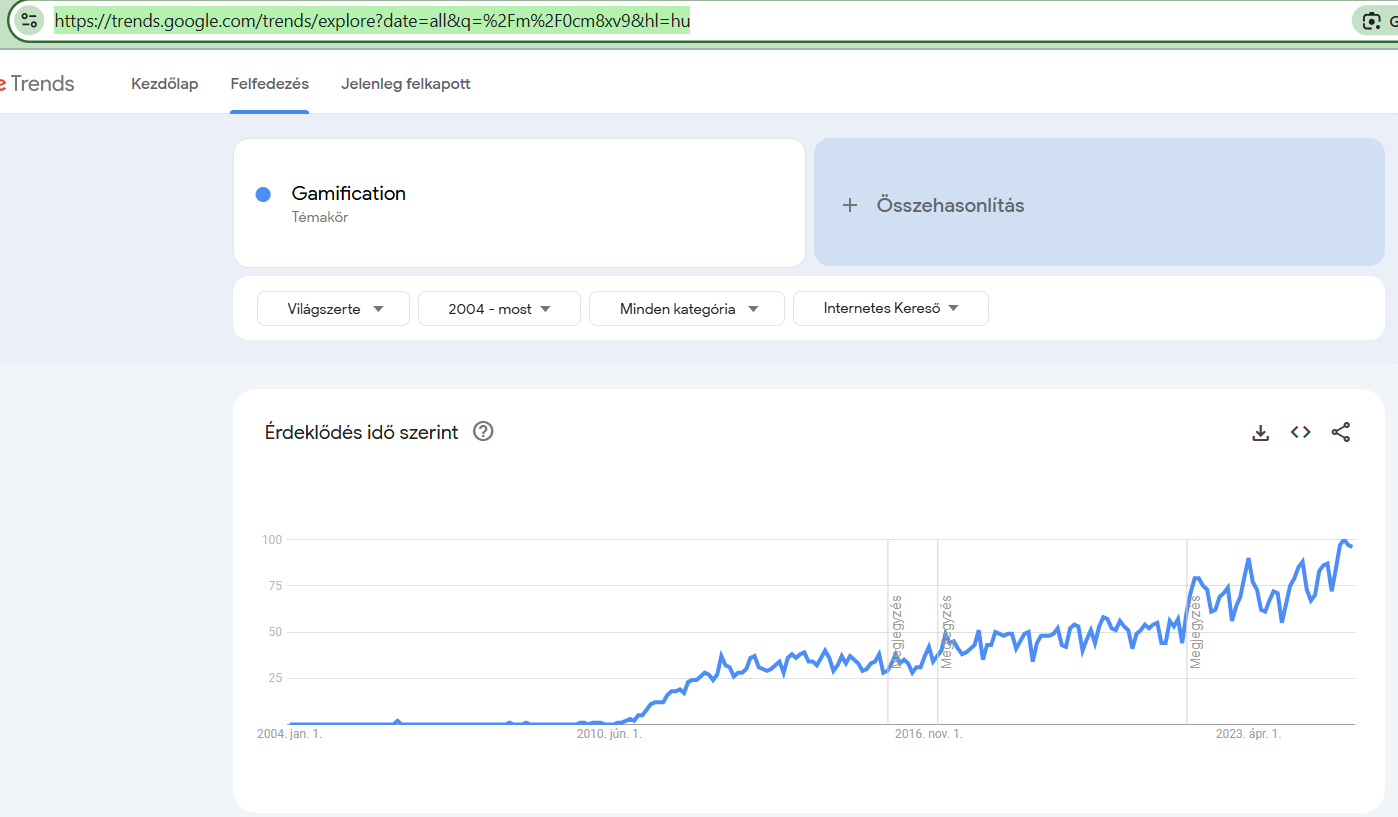 https://trends.google.com/trends/explore?date=all&q=%2Fm%2F0cm8xv9&hl=hu
G
e Trends
Kezdőlap
Felfedezés
Jelenleg felkapott
Gamification
Témakör
+ Összehasonlítás
Világszerte
2004 - most
Minden kategória
Internetes Kereső
Érdeklődés idő szerint
100
75
50
25
Megjegyzés
Megjegyzés
Megjegyzés
2004. jan. 1.
2010. jún. 1.
2016. nov. 1.
2023. ápr. 1.